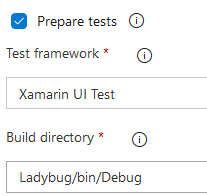 Prepare tests
Test framework *
Xamarin UI Test
Build directory *
Ladybug/bin/Debug